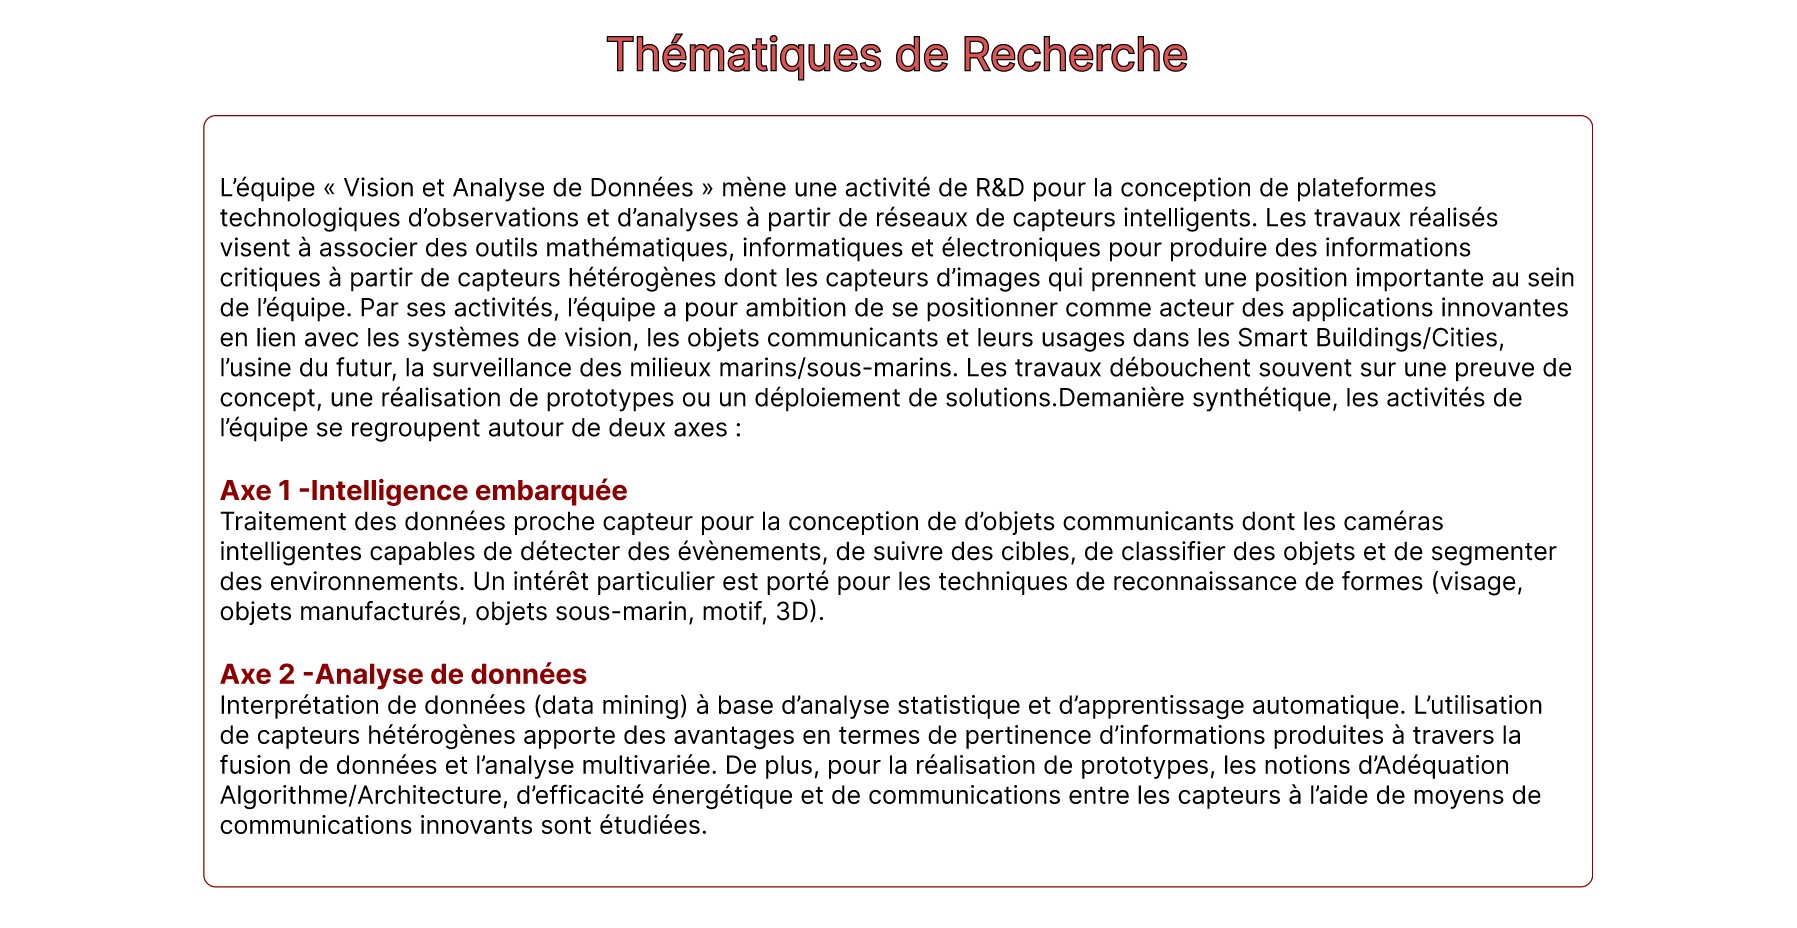 Thématiques de Recherche
L’équipe « Vision et Analyse de Données » mène une activité de R&D pour la conception de plateformes
technologiques d’observations et d’analyses à partir de réseaux de capteurs intelligents. Les travaux réalisés
visent à associer des outils mathématiques, informatiques et électroniques pour produire des informations
critiques à partir de capteurs hétérogènes dont les capteurs d’images qui prennent une position importante au sein
de l’équipe. Par ses activités, l’équipe a pour ambition de se positionner comme acteur des applications innovantes
en lien avec les systèmes de vision, les objets communicants et leurs usages dans les Smart Buildings/Cities,
l’usine du futur, la surveillance des milieux marins/sous-marins. Les travaux débouchent souvent sur une preuve de
concept, une réalisation de prototypes ou un déploiement de solutions.Demanière synthétique, les activités de
l’équipe se regroupent autour de deux axes :
Axe 1 -Intelligence embarquée
Traitement des données proche capteur pour la conception de d’objets communicants dont les caméras
intelligentes capables de détecter des évènements, de suivre des cibles, de classifier des objets et de segmenter
des environnements. Un intérêt particulier est porté pour les techniques de reconnaissance de formes (visage,
objets manufacturés, objets sous-marin, motif, 3D).
Axe 2 -Analyse de données
Interprétation de données (data mining) à base d’analyse statistique et d’apprentissage automatique. L’utilisation
de capteurs hétérogènes apporte des avantages en termes de pertinence d’informations produites à travers la
fusion de données et l’analyse multivariée. De plus, pour la réalisation de prototypes, les notions d’Adéquation
Algorithme/Architecture, d’efficacité énergétique et de communications entre les capteurs à l’aide de moyens de
communications innovants sont étudiées.